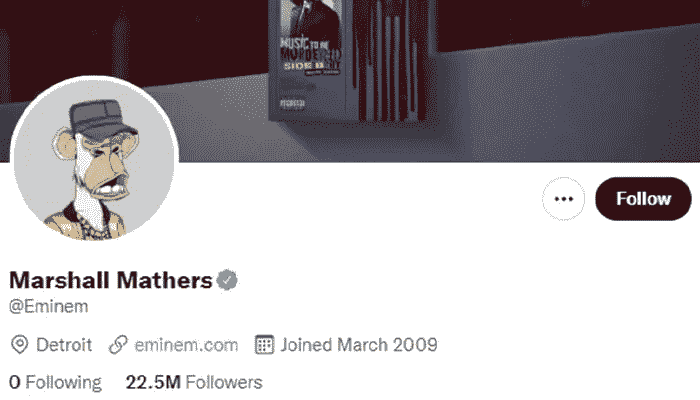 MUSIC TO BE
MURDERED
SIDE B
Follow
Marshall Mathers
@Eminem
Detroit eminem.com Joined March 2009
0 Following 22.5M Followers